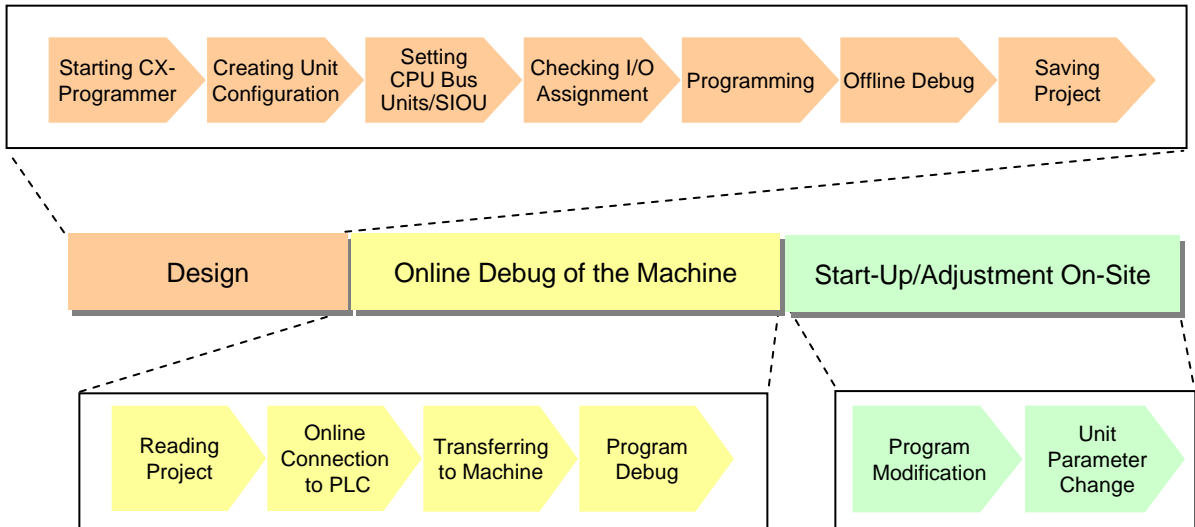 Starting CX-
Programmer
Creating Unit
Configuration
Setting
CPU Bus
Units/SIOU
Checking I/O
Assignment
Programming
Offline Debug
Saving
Project
Design
Online Debug of the Machine
Start-Up/Adjustment On-Site
Reading
Project
Online
Connection
to PLC
Transferring
to Machine
Program
Debug
Program
Modification
Unit
Parameter
Change